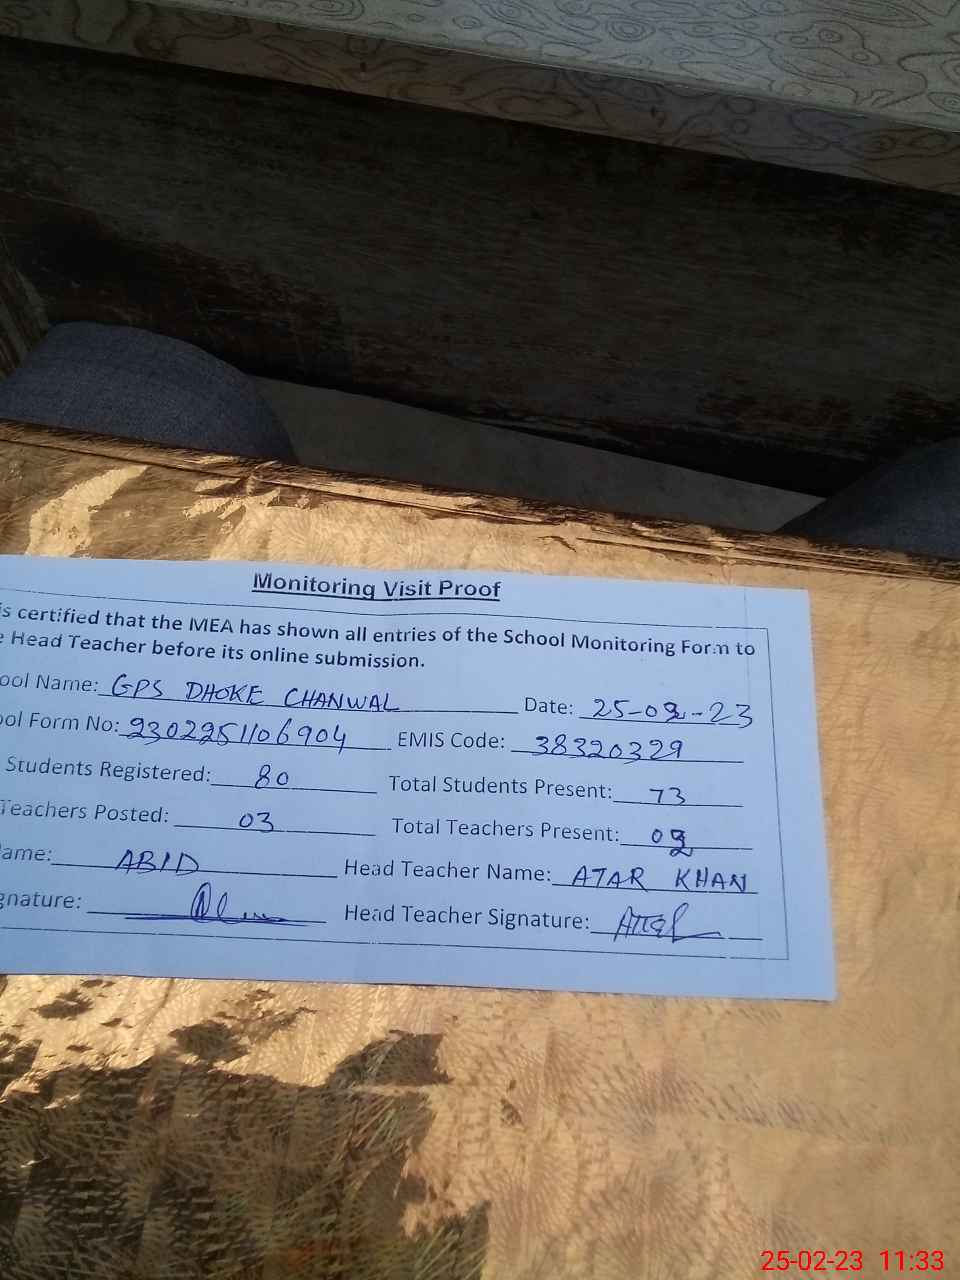 Monitoring Visit Proof
is certified that the MEA has shown all entries of the School Monitoring Form to
e Head Teacher before its online submission.
ool Name: GPS DHOKE CHANWAL Date: 25-02-23
ool Form No: 2302251106904 EMIS Code: 38320329
Students Registered: 80 Total Students Present: 73
Teachers Posted: 03 Total Teachers Present:
ame: ABID Head Teacher Name: ATAR KHAN
gnature: Head Teacher Signature:
25-02-23 11:33